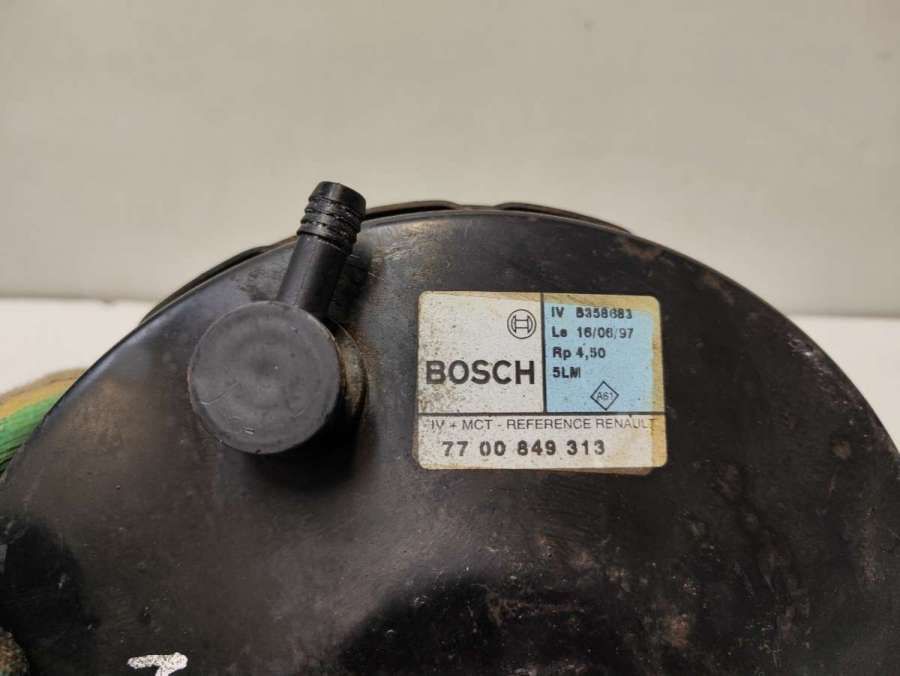 BOSCH
IV B358683
Le 16/06/97
Rp 4,50
5LM
A61
IV + MCT - REFERENCE RENAULT
77 00 849 313